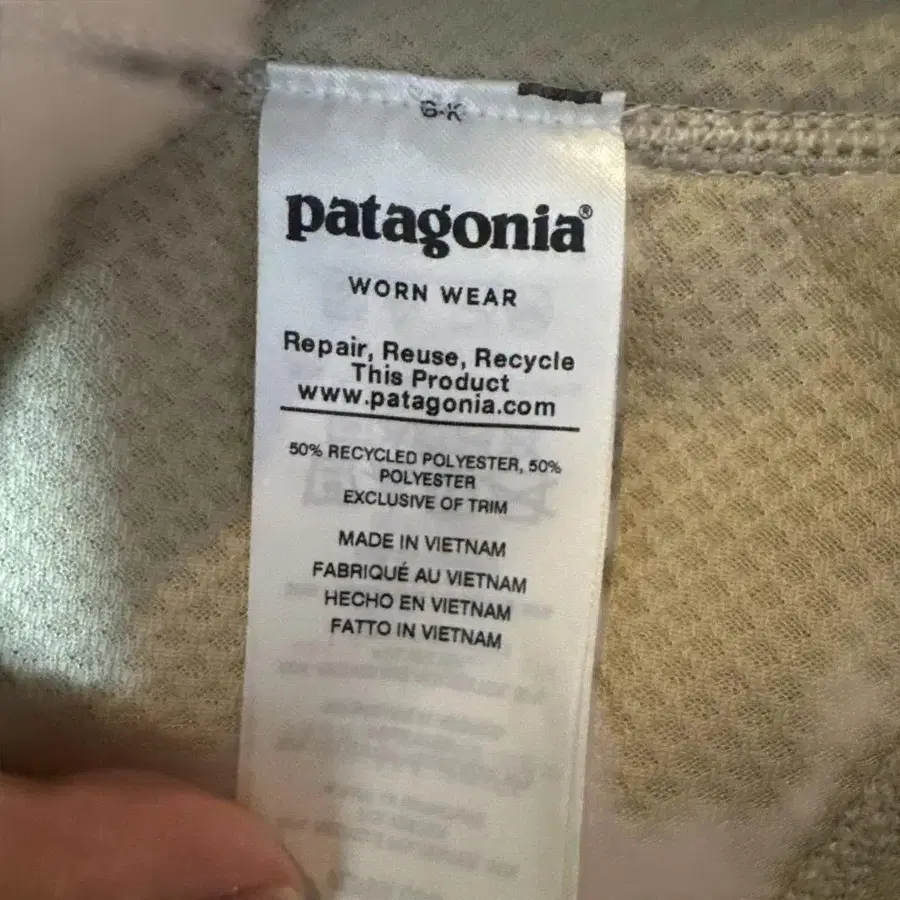 G-K
patagonia®
WORN WEAR
Repair, Reuse, Recycle
This Product
www.patagonia.com
50% RECYCLED POLYESTER, 50%
POLYESTER
EXCLUSIVE OF TRIM
MADE IN VIETNAM
FABRIQUÉ AU VIETNAM
HECHO EN VIETNAM
FATTO IN VIETNAM